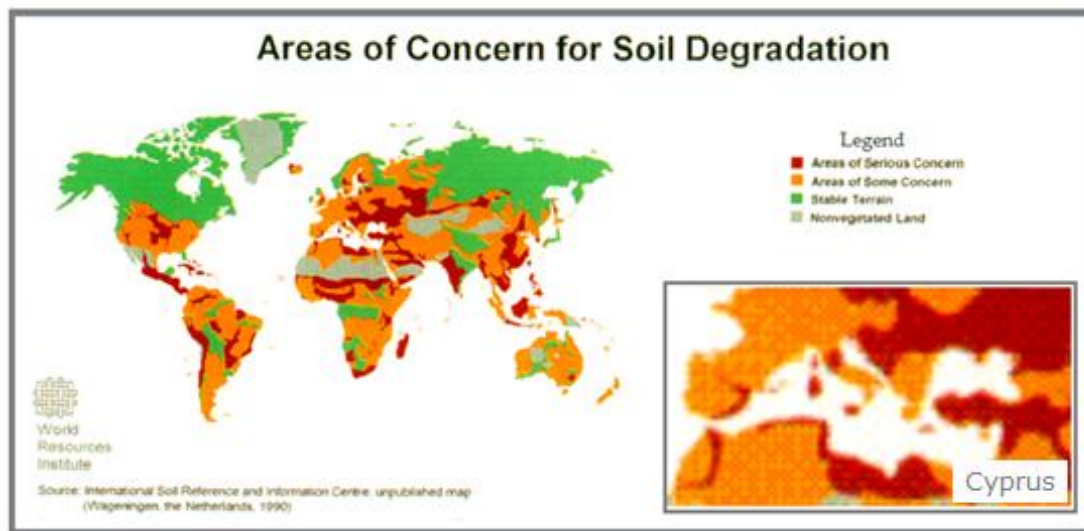 Areas of Concern for Soil Degradation
Legend
Areas of Serious Concern
Areas of Some Concern
Stable Terrain
Nonvegetated Land
World
Resources
Institute
Source: International Soil Reference and Information Centre: unpublished map
(Wageningen, the Netherlands, 1990)
Cyprus